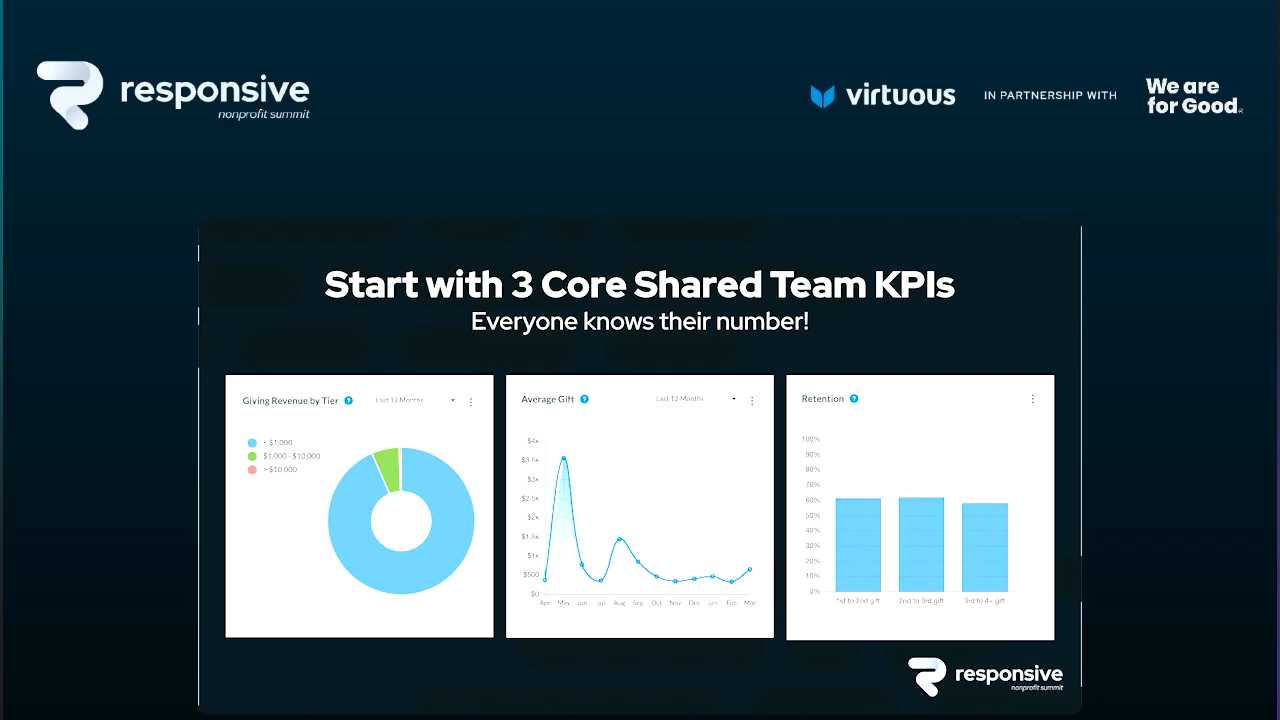 responsive
nonprofit summit
virtuous
IN PARTNERSHIP WITH
We are
for Good.
Start with 3 Core Shared Team KPIs
Everyone knows their number!
Giving Revenue by Tier ? Last 12 Months
< $1,000
$1,000 - $10,000
> $10,000
Average Gift ? Last 12 Months
$4k
$3.5k
$3k
$2.5k
$2k
$1.5k
$1k
$500
$0
Apr May Jun Jul Aug Sep Oct Nov Dec Jan Feb Mar
Retention ?
100%
90%
80%
70%
60%
50%
40%
30%
20%
10%
0%
1st to 2nd gift 2nd to 3rd gift 3rd to 4+ gift
responsive
nonprofit summit